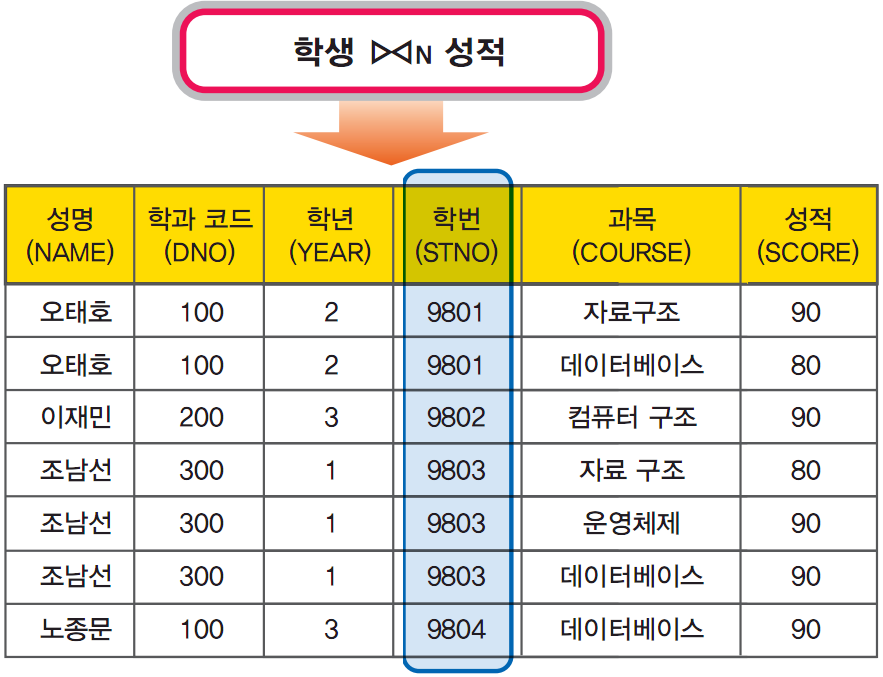 학생 ⋈N 성적
성명 학과 코드 학년 학번 과목 성적
(NAME) (DNO) (YEAR) (STNO) (COURSE) (SCORE)
오태호 100 2 9801 자료구조 90
오태호 100 2 9801 데이터베이스 80
이재민 200 3 9802 컴퓨터 구조 90
조남선 300 1 9803 자료 구조 80
조남선 300 1 9803 운영체제 90
조남선 300 1 9803 데이터베이스 90
노종문 100 3 9804 데이터베이스 90